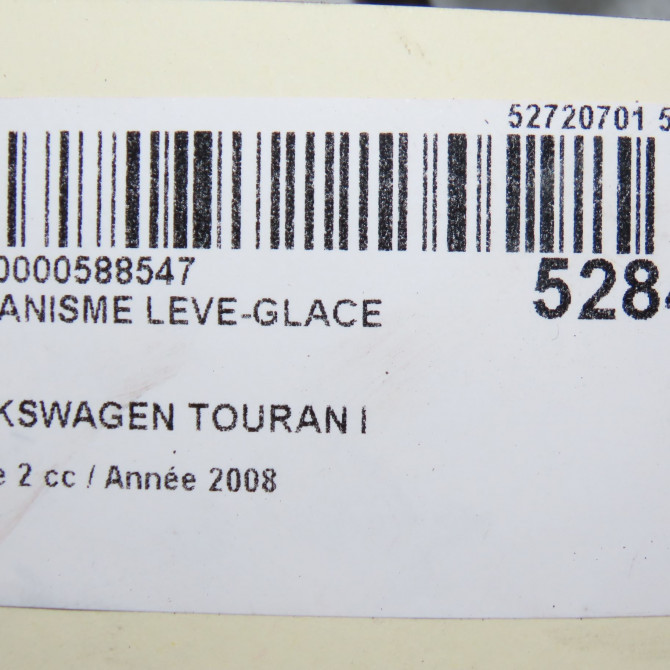 52720701 5
0000588547
5284
ANISME LEVE-GLACE
KSWAGEN TOURAN I
e 2 cc / Année 2008